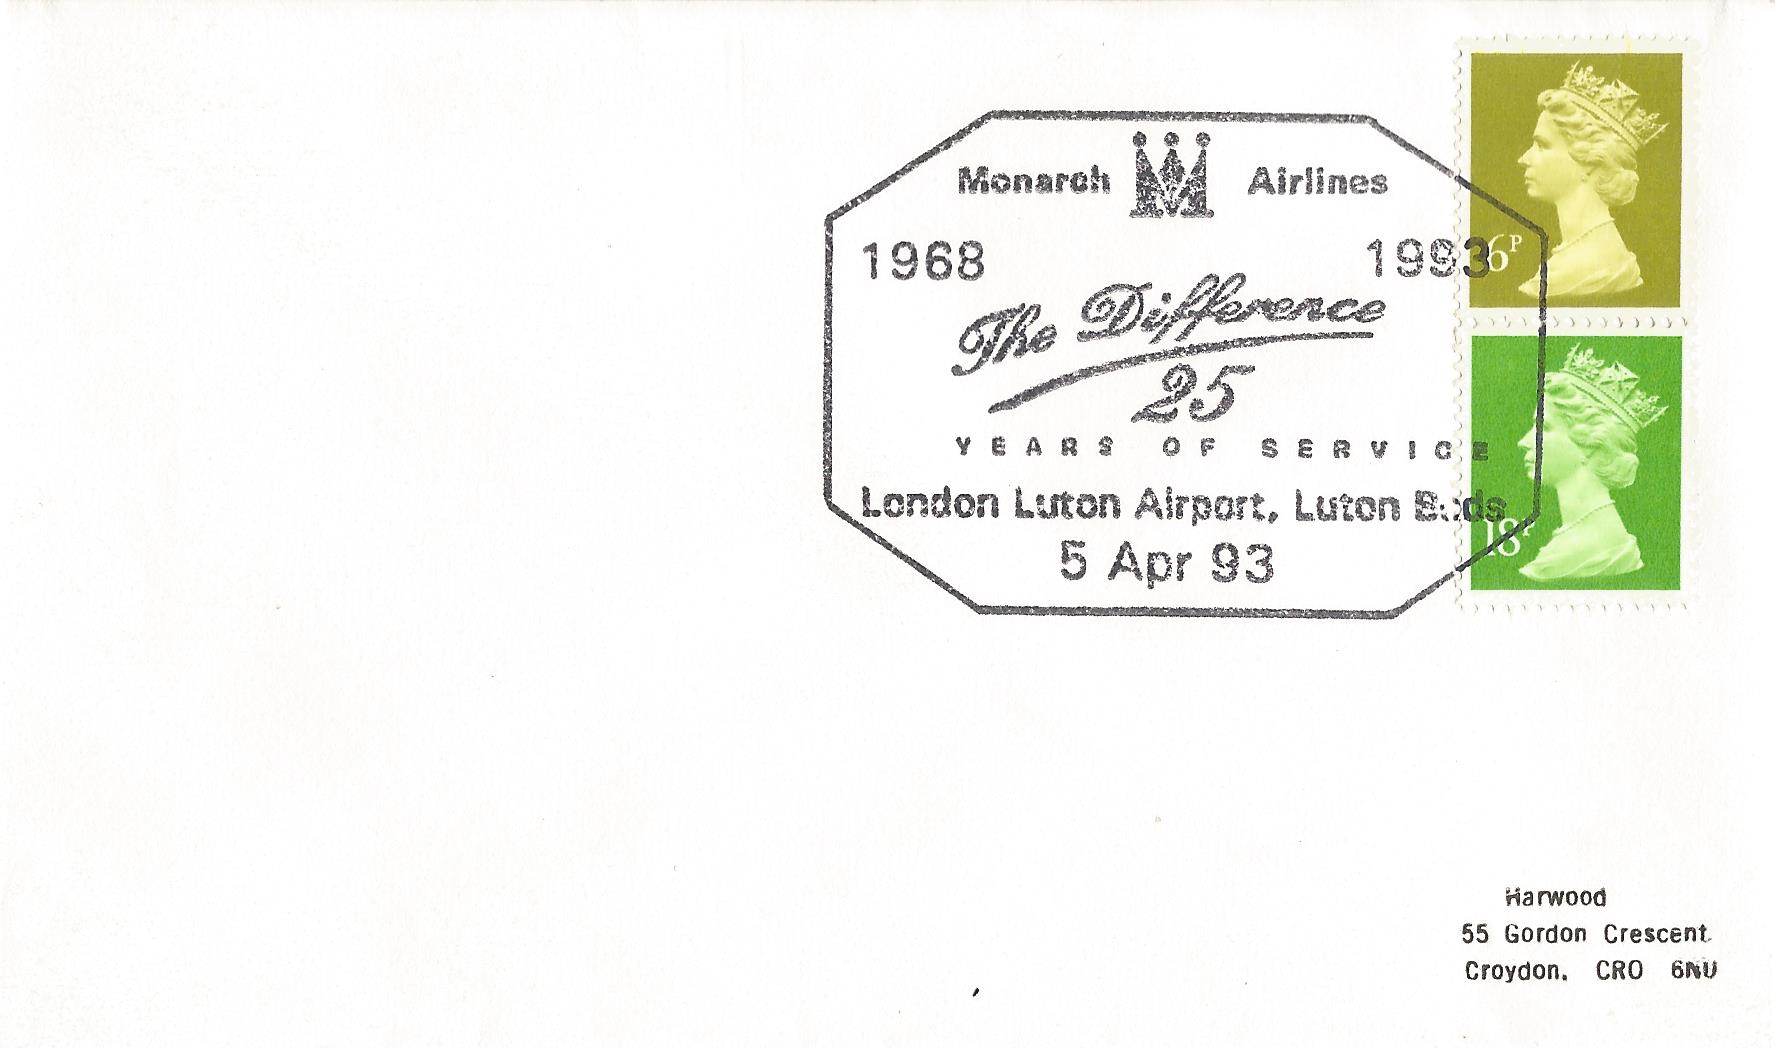 Monarch M Airlines
1968 1993
The Difference
25
YEARS OF SERVICE
London Luton Airport, Luton Beds
5 Apr 93
6P
18P
Harwood
55 Gordon Crescent
Croydon. CRO 6NU